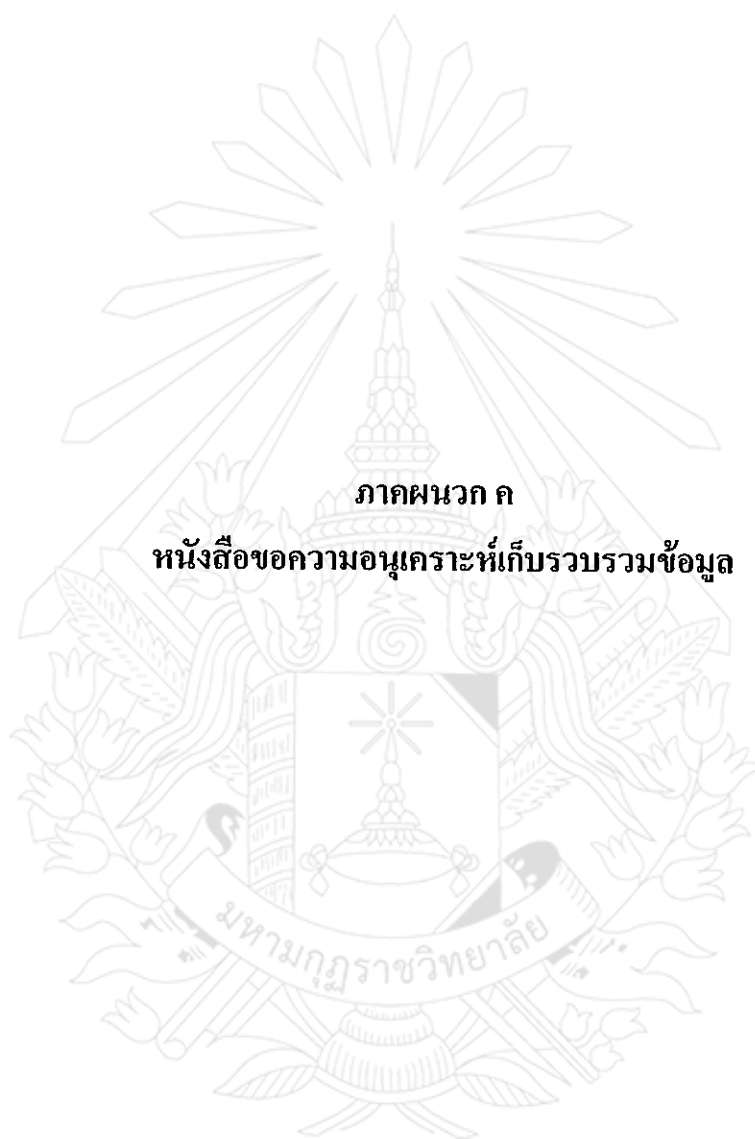 ภาคผนวก ค
หนังสือขอความอนุเคราะห์เก็บรวบรวมข้อมูล
มหามกุฏราชวิทยาลัย